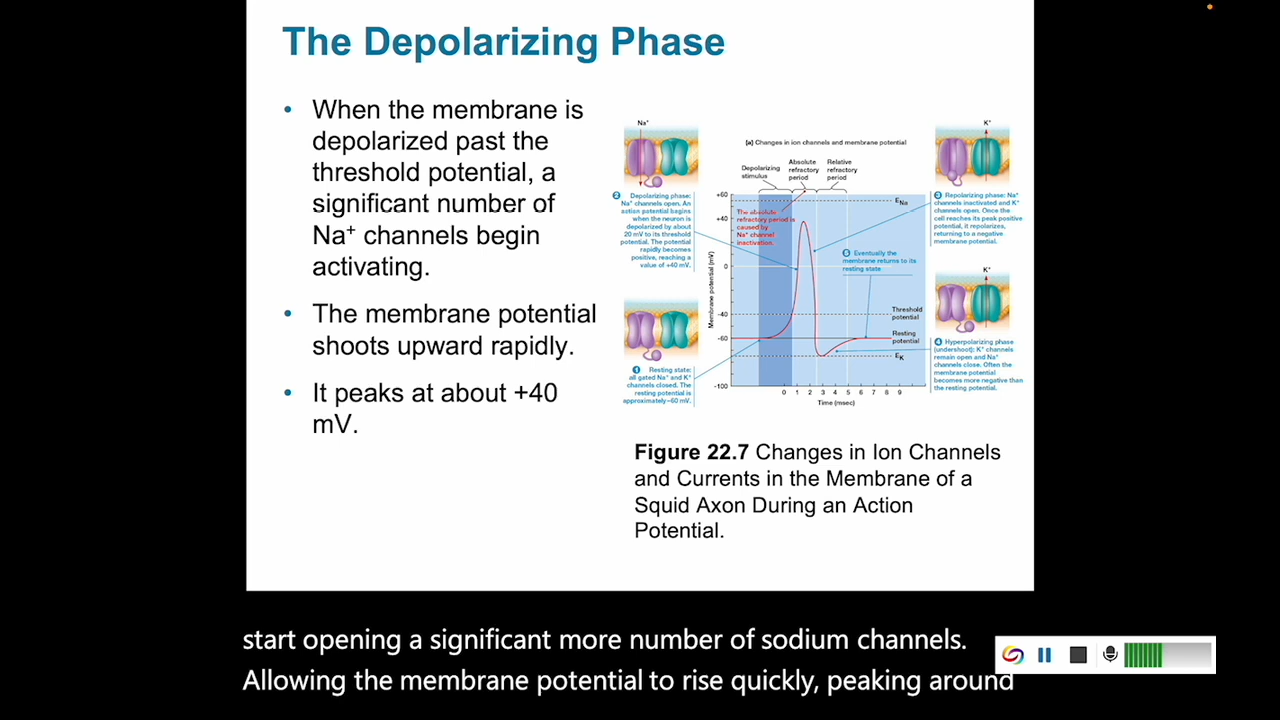 The Depolarizing Phase
• When the membrane is
depolarized past the
threshold potential, a
significant number of
Na⁺ channels begin
activating.
• The membrane potential
shoots upward rapidly.
• It peaks at about +40
mV.
Na⁺
2 Depolarizing phase:
Na⁺ channels open. An
action potential begins
when the neuron is
depolarized by about
20 mV to its threshold
potential. The potential
rapidly becomes
positive, reaching a
value of +40 mV.
1 Resting state:
all gated Na⁺ and K⁺
channels closed. The
resting potential is
approximately –60 mV.
(a) Changes in ion channels and membrane potential
Depolarizing
stimulus
Absolute
refractory
period
Relative
refractory
period
The absolute
refractory period is
caused by
Na⁺ channel
inactivation.
Membrane potential (mV)
+60
+40
0
–40
–60
–100
E Na
5 Eventually the
membrane returns to its
resting state
Threshold
potential
Resting
potential
E K
0 1 2 3 4 5 6 7 8 9
Time (msec)
K⁺
3 Repolarizing phase: Na⁺
channels inactivated and K⁺
channels open. Once the
cell reaches its peak positive
potential, it repolarizes,
returning to a negative
membrane potential.
K⁺
4 Hyperpolarizing phase
(undershoot): K⁺ channels
remain open and Na⁺
channels close. Often the
membrane potential
becomes more negative than
the resting potential.
Figure 22.7 Changes in Ion Channels
and Currents in the Membrane of a
Squid Axon During an Action
Potential.
start opening a significant more number of sodium channels.
Allowing the membrane potential to rise quickly, peaking around